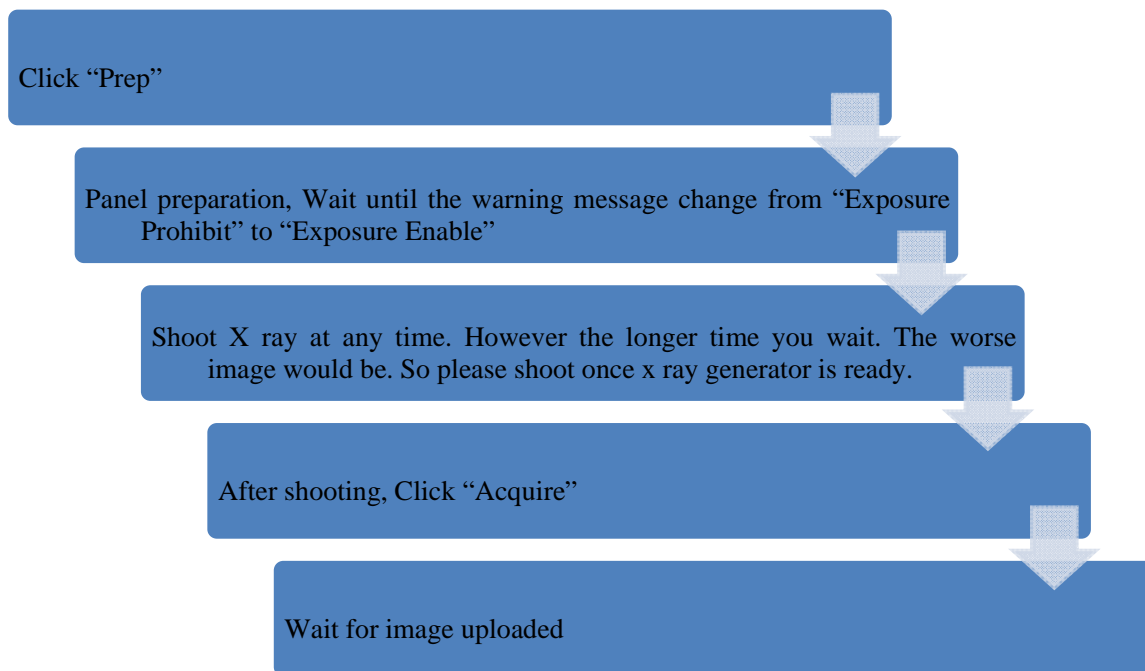 Click “Prep”
Panel preparation, Wait until the warning message change from “Exposure
Prohibit” to “Exposure Enable”
Shoot X ray at any time. However the longer time you wait. The worse
image would be. So please shoot once x ray generator is ready.
After shooting, Click “Acquire”
Wait for image uploaded